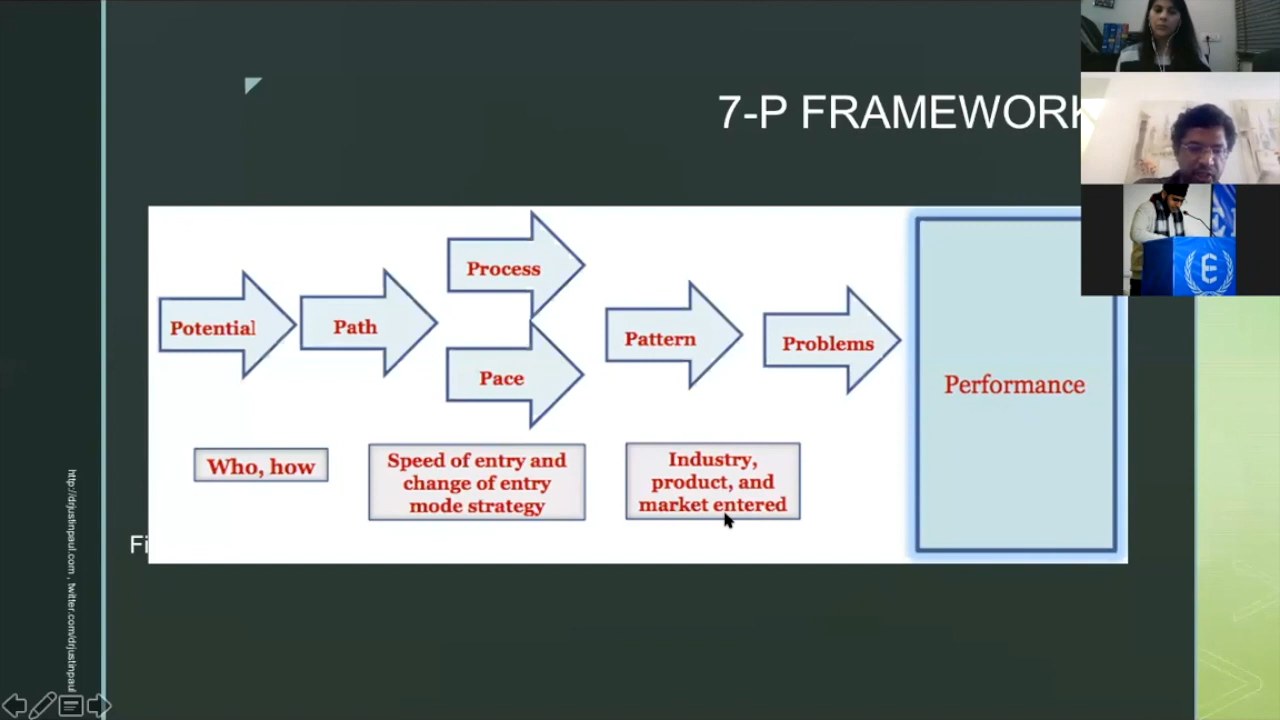 7-P FRAMEWORK
Potential
Path
Process
Pace
Pattern
Problems
Performance
Who, how
Speed of entry and
change of entry
mode strategy
Industry,
product, and
market entered
Fi
http://drjustinpaul.com , twitter.com/drjustinpaul
E